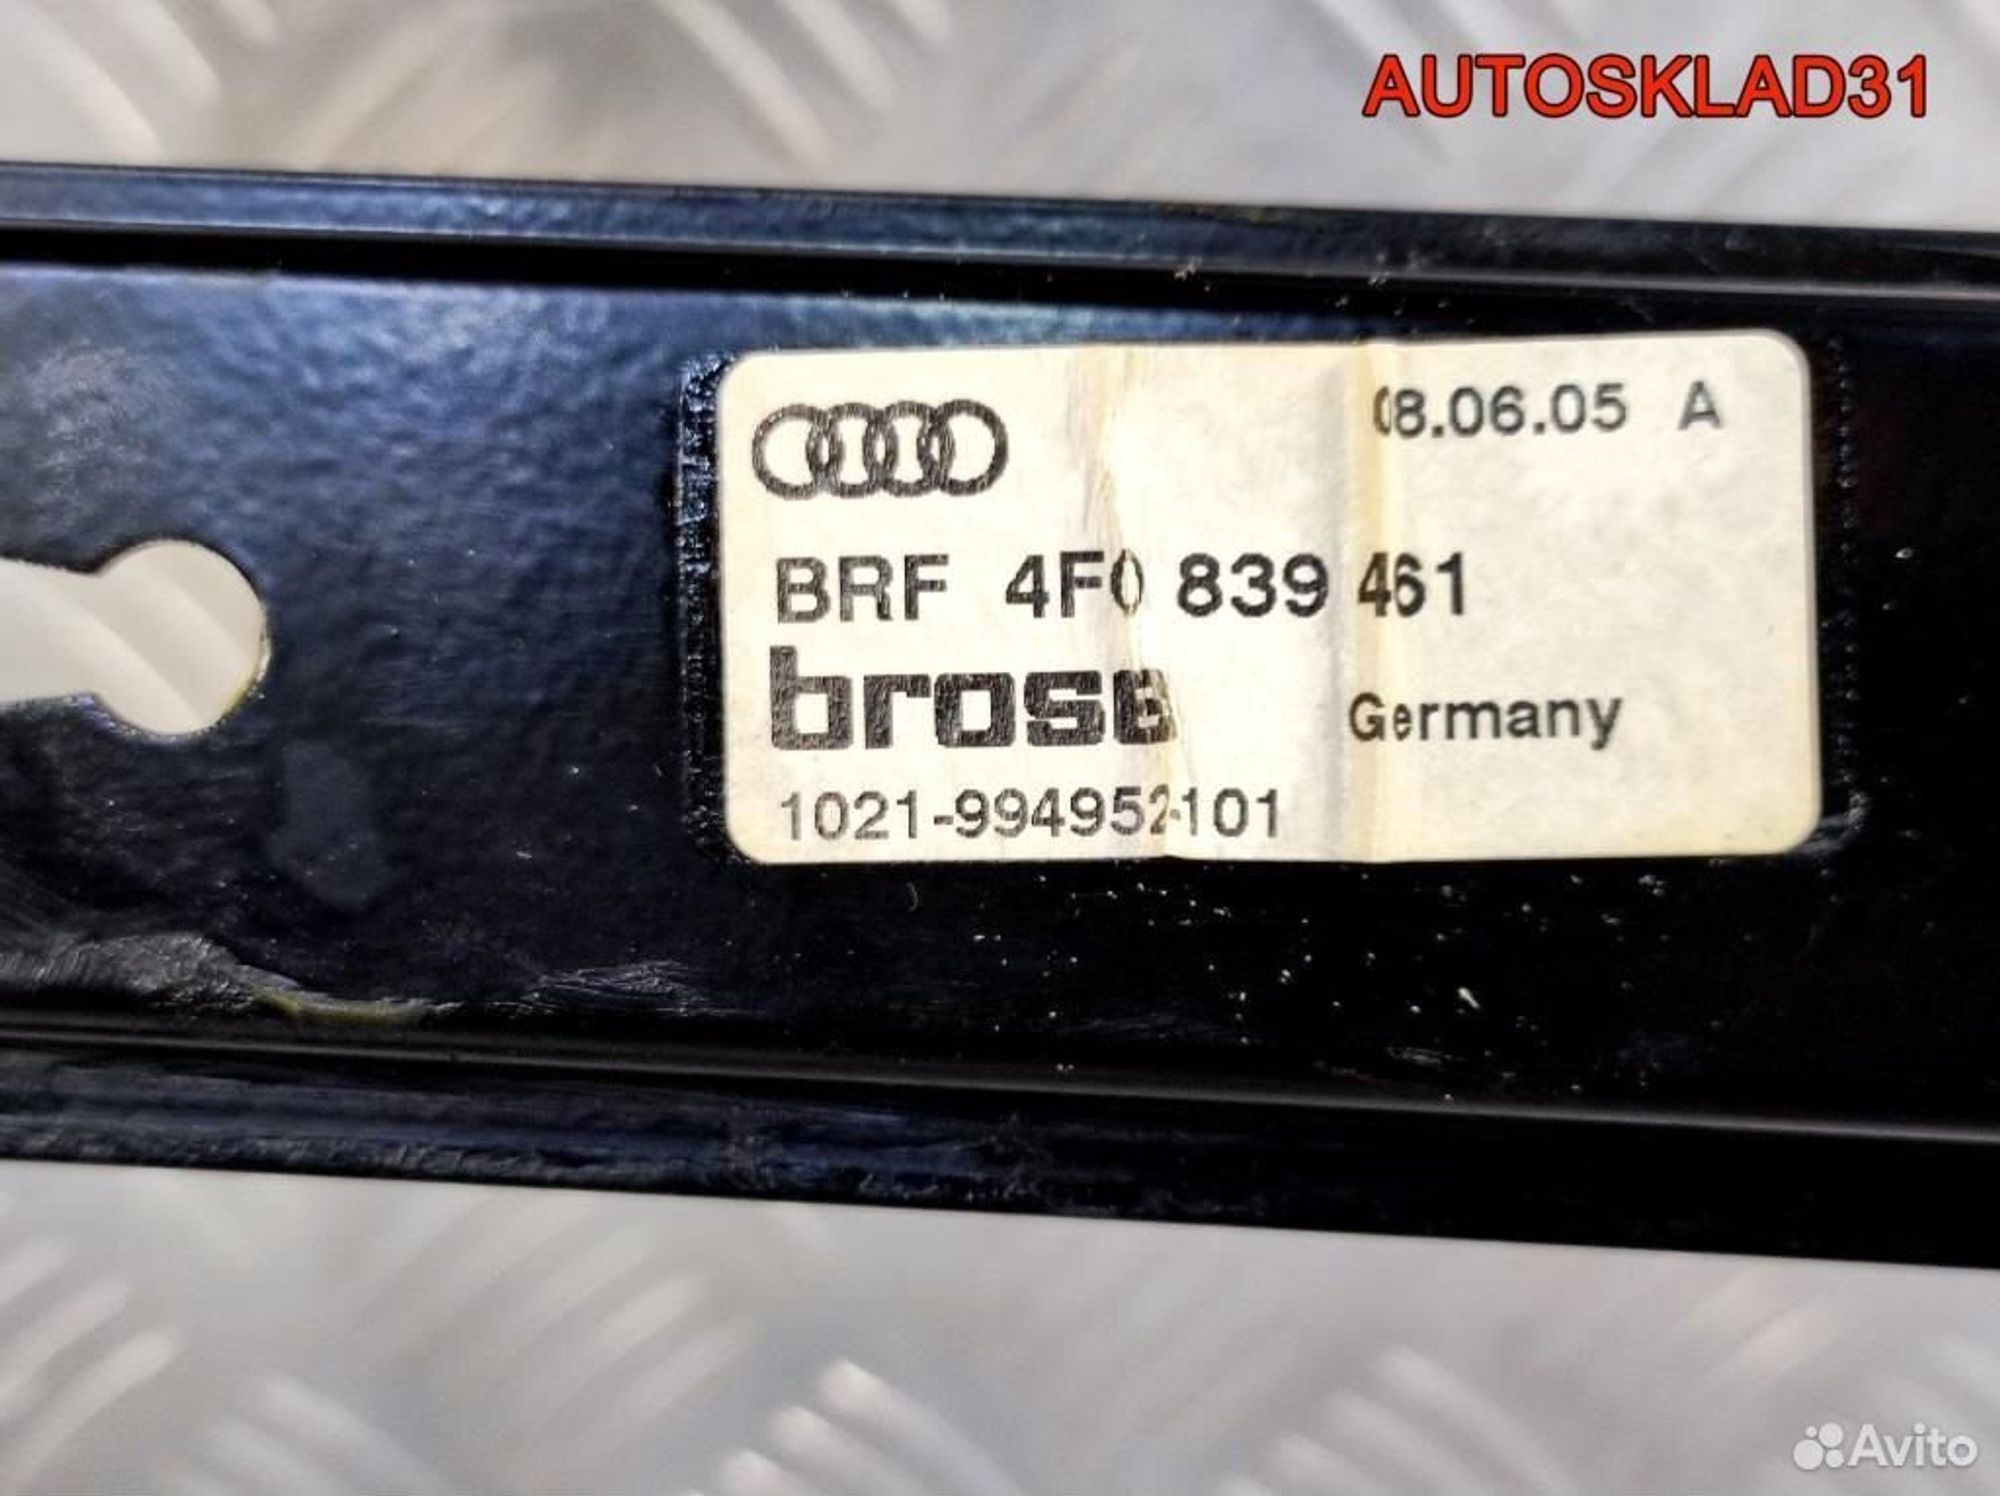 AUTOSKLAD31
08.06.05 A
BRF 4F0 839 461
brose Germany
1021-994952-101
Avito